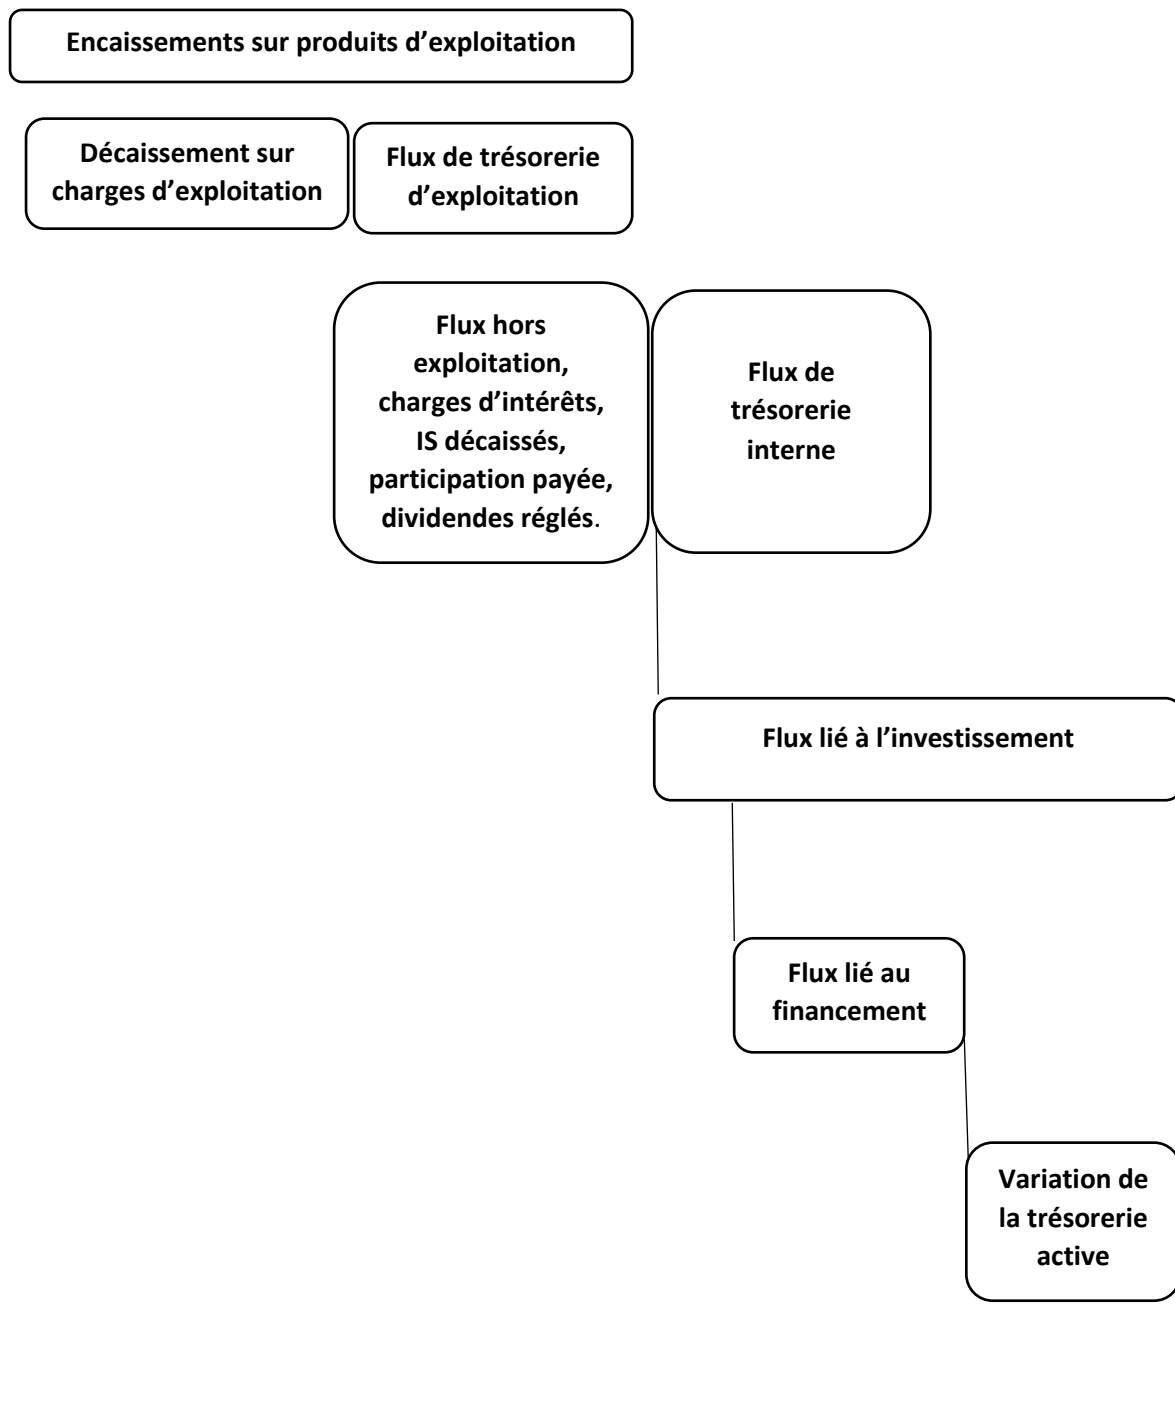 Encaissements sur produits d’exploitation
Décaissement sur
charges d’exploitation
Flux de trésorerie
d’exploitation
Flux hors
exploitation,
charges d’intérêts,
IS décaissés,
participation payée,
dividendes réglés.
Flux de
trésorerie
interne
Flux lié à l’investissement
Flux lié au
financement
Variation de
la trésorerie
active